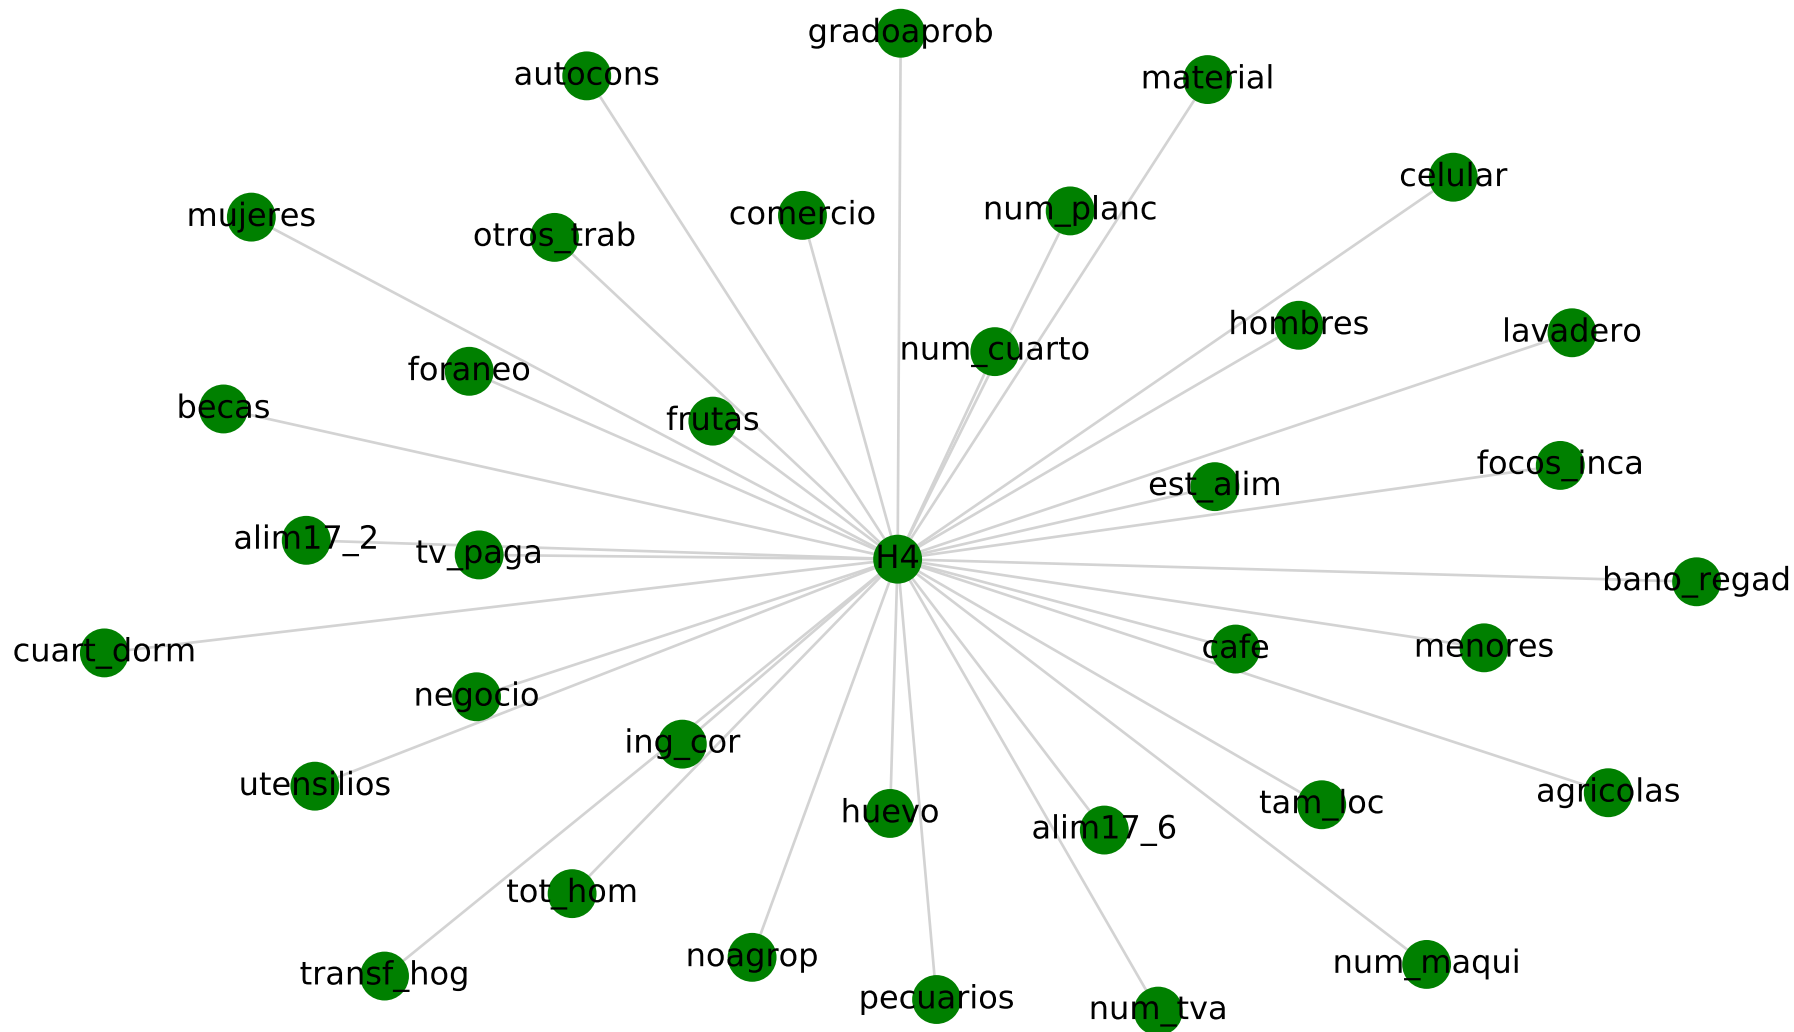 gradoaprob
autocons
material
celular
mujeres
otros_trab
comercio
num_planc
hombres
lavadero
num_cuarto
foraneo
becas
frutas
est_alim
focos_inca
alim17_2
tv_paga
H4
bano_regad
cuart_dorm
cafe
menores
negocio
ing_cor
utensilios
huevo
alim17_6
tam_loc
agricolas
tot_hom
transf_hog
noagrop
pecuarios
num_tva
num_maqui